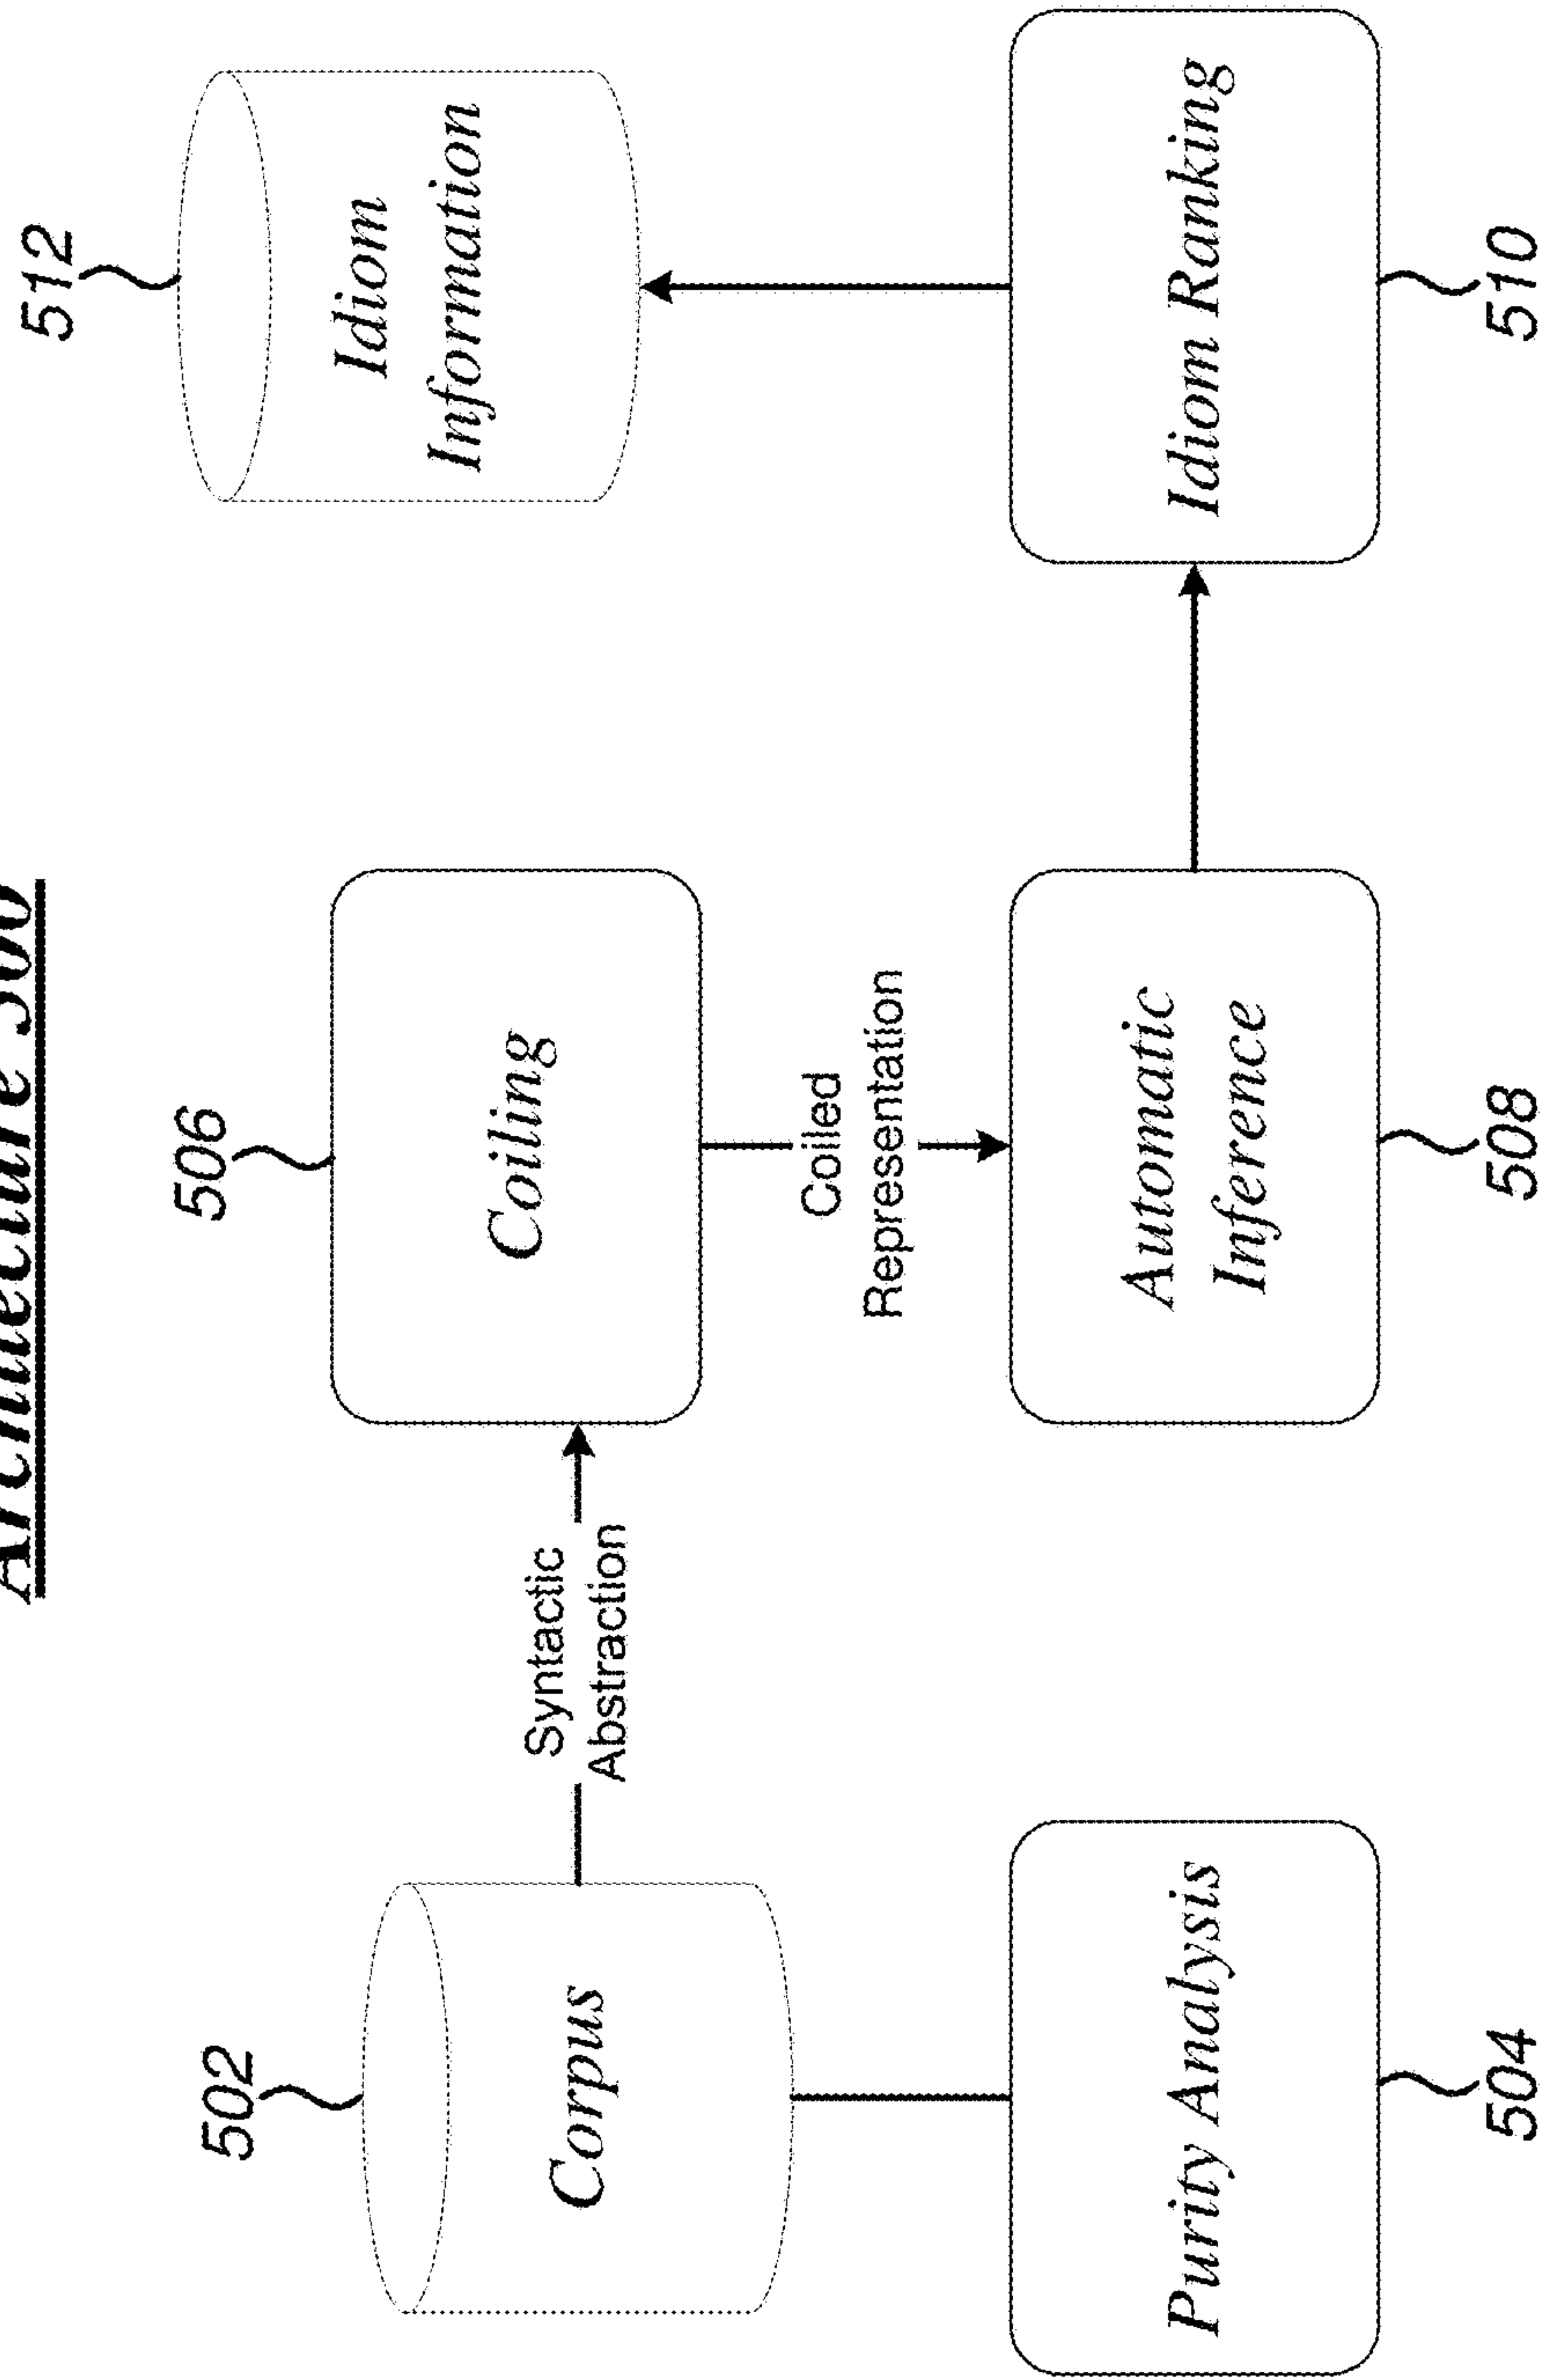 Architecture 500
502
506
512
Corpus
Syntactic
Abstraction
Coiling
Idiom
Information
Coiled
Representation
Purity Analysis
Automatic
Inference
Idiom Ranking
504
508
510